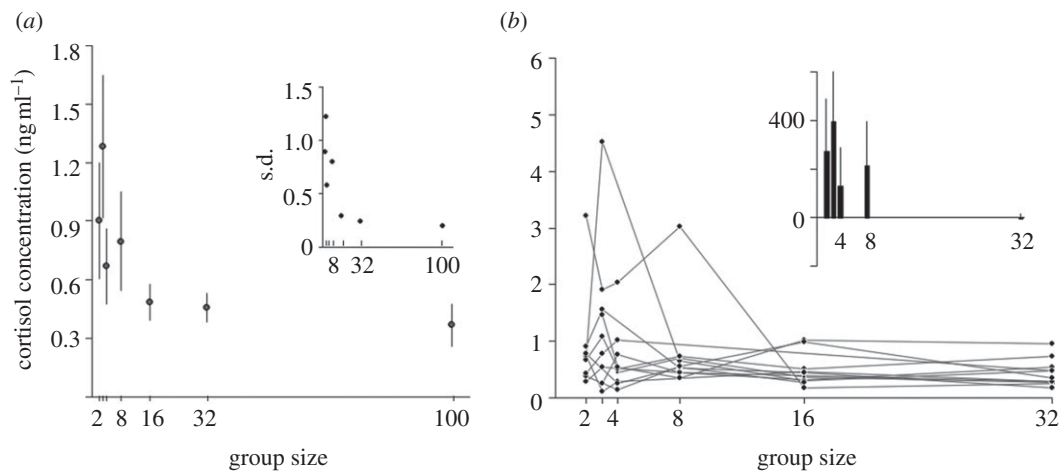 (a)
1.8
1.5
1.2
0.9
0.6
0.3
cortisol concentration (ng ml⁻¹)
2 8 16 32 100
group size
1.5
1.0
0.5
0
s.d.
8 32 100
(b)
6
5
4
3
2
1
0
2 4 8 16 32
group size
400
0
4 8 32